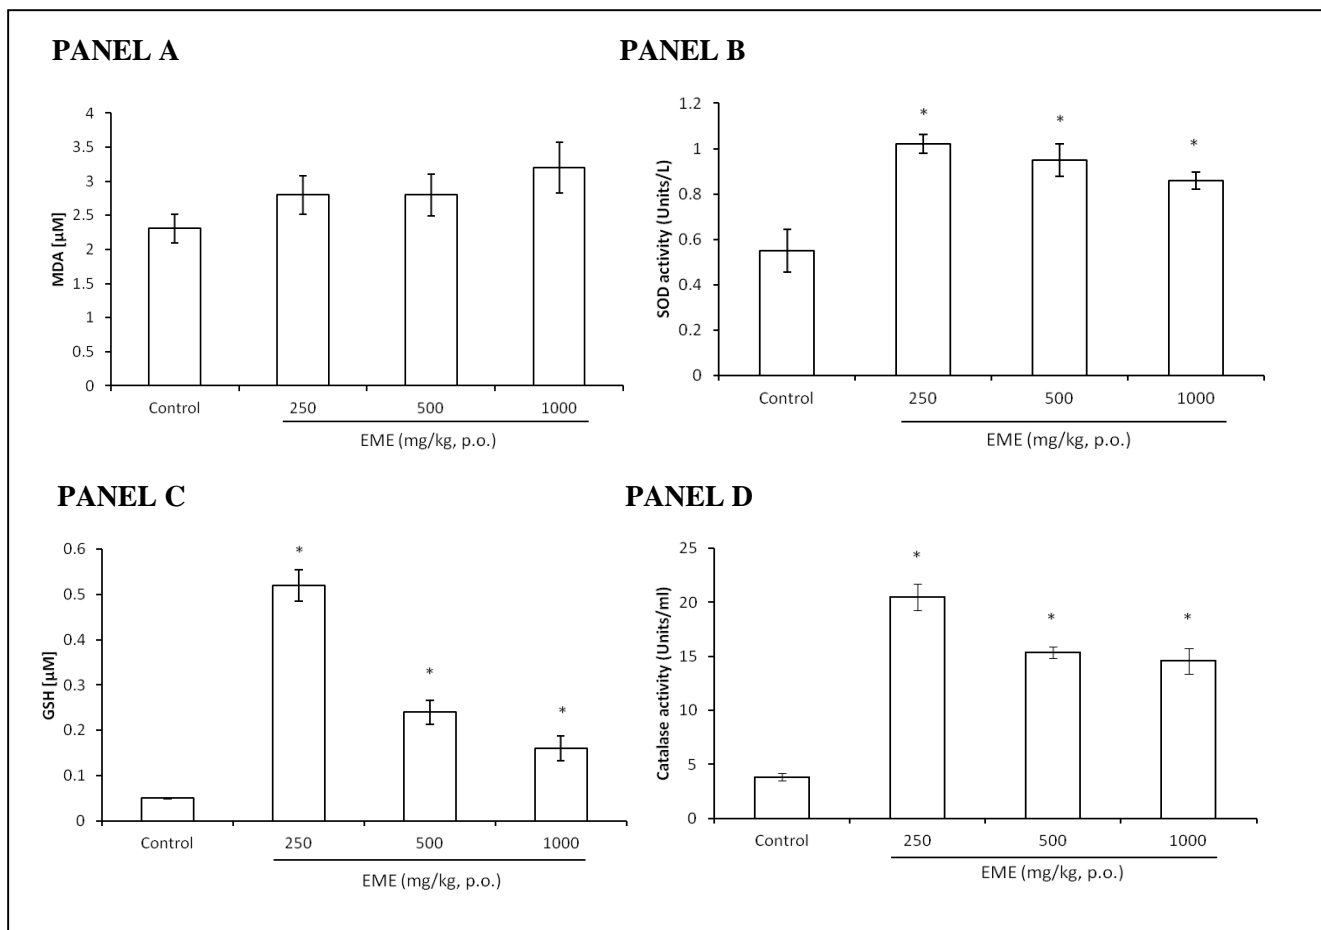 PANEL A
4
3.5
3
2.5
2
1.5
1
0.5
0
MDA [µM]
*
Control 250 500 1000
EME (mg/kg, p.o.)
PANEL B
1.2
1
0.8
0.6
0.4
0.2
0
SOD activity (Units/L)
* * *
Control 250 500 1000
EME (mg/kg, p.o.)
PANEL C
0.6
0.5
0.4
0.3
0.2
0.1
0
GSH [µM]
* * *
Control 250 500 1000
EME (mg/kg, p.o.)
PANEL D
25
20
15
10
5
0
Catalase activity (Units/ml)
* * *
Control 250 500 1000
EME (mg/kg, p.o.)